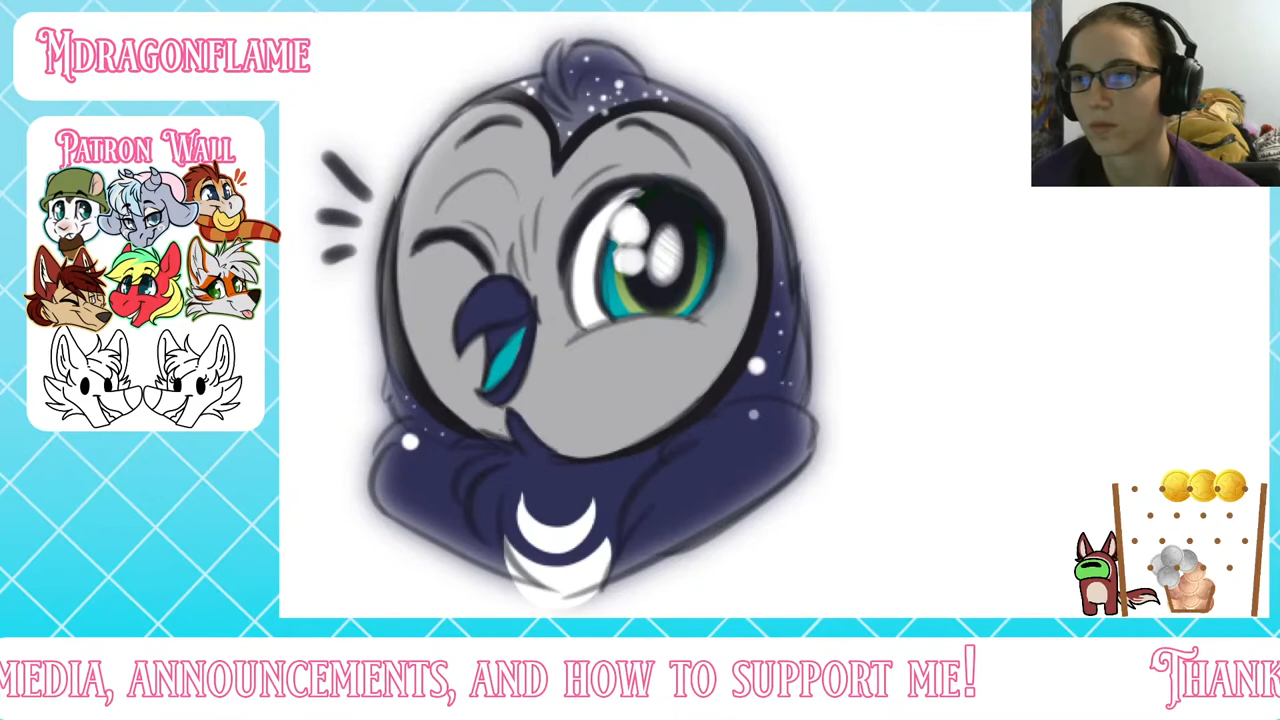 Mdragonflame
Patron Wall
media, announcements, and how to support me!
Thank